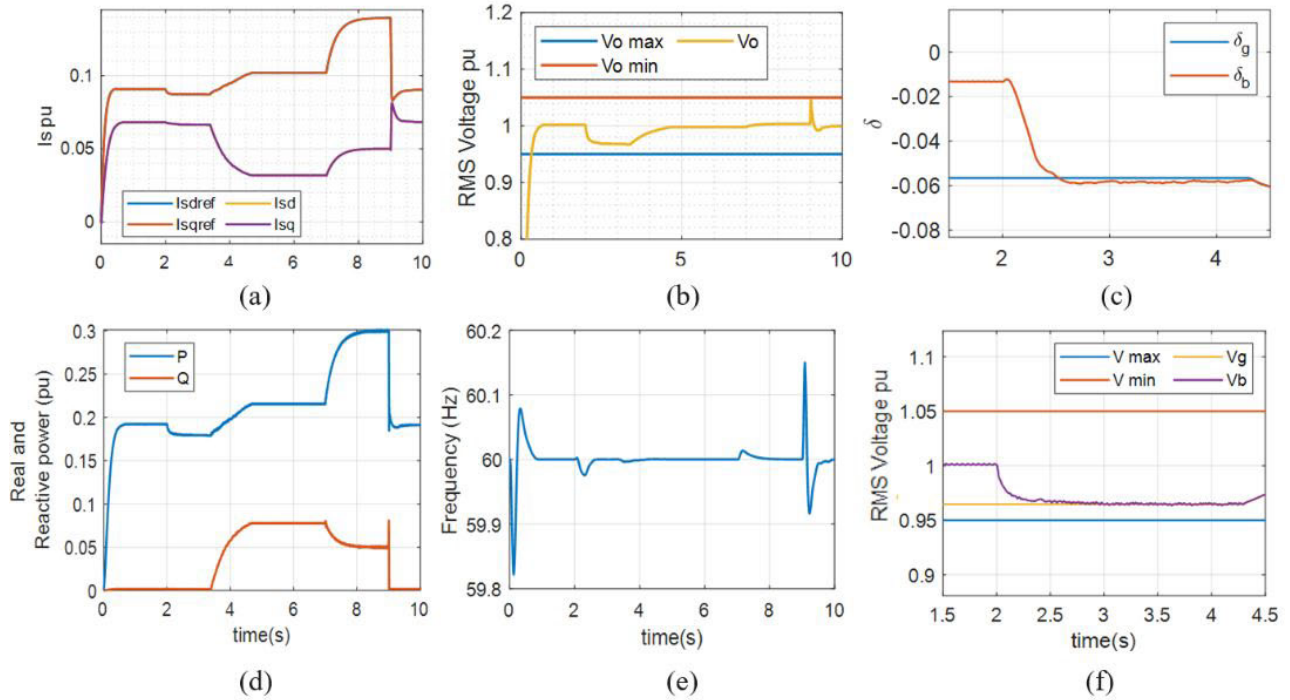 0.1
0.05
0
Is pu
Isdref Isd
Isqref Isq
0 2 4 6 8 10
(a)
1.2
1.1
1
0.9
0.8
RMS Voltage pu
Vo max Vo
Vo min
0 5 10
(b)
0
-0.02
-0.04
-0.06
-0.08
δ
δg
δb
2 3 4
(c)
0.3
0.25
0.2
0.15
0.1
0.05
0
Real and
Reactive power (pu)
P
Q
0 2 4 6 8 10
time(s)
(d)
60.2
60.1
60
59.9
59.8
Frequency (Hz)
0 2 4 6 8 10
time(s)
(e)
1.1
1.05
1
0.95
0.9
RMS Voltage pu
V max Vg
V min Vb
1.5 2 2.5 3 3.5 4 4.5
time(s)
(f)